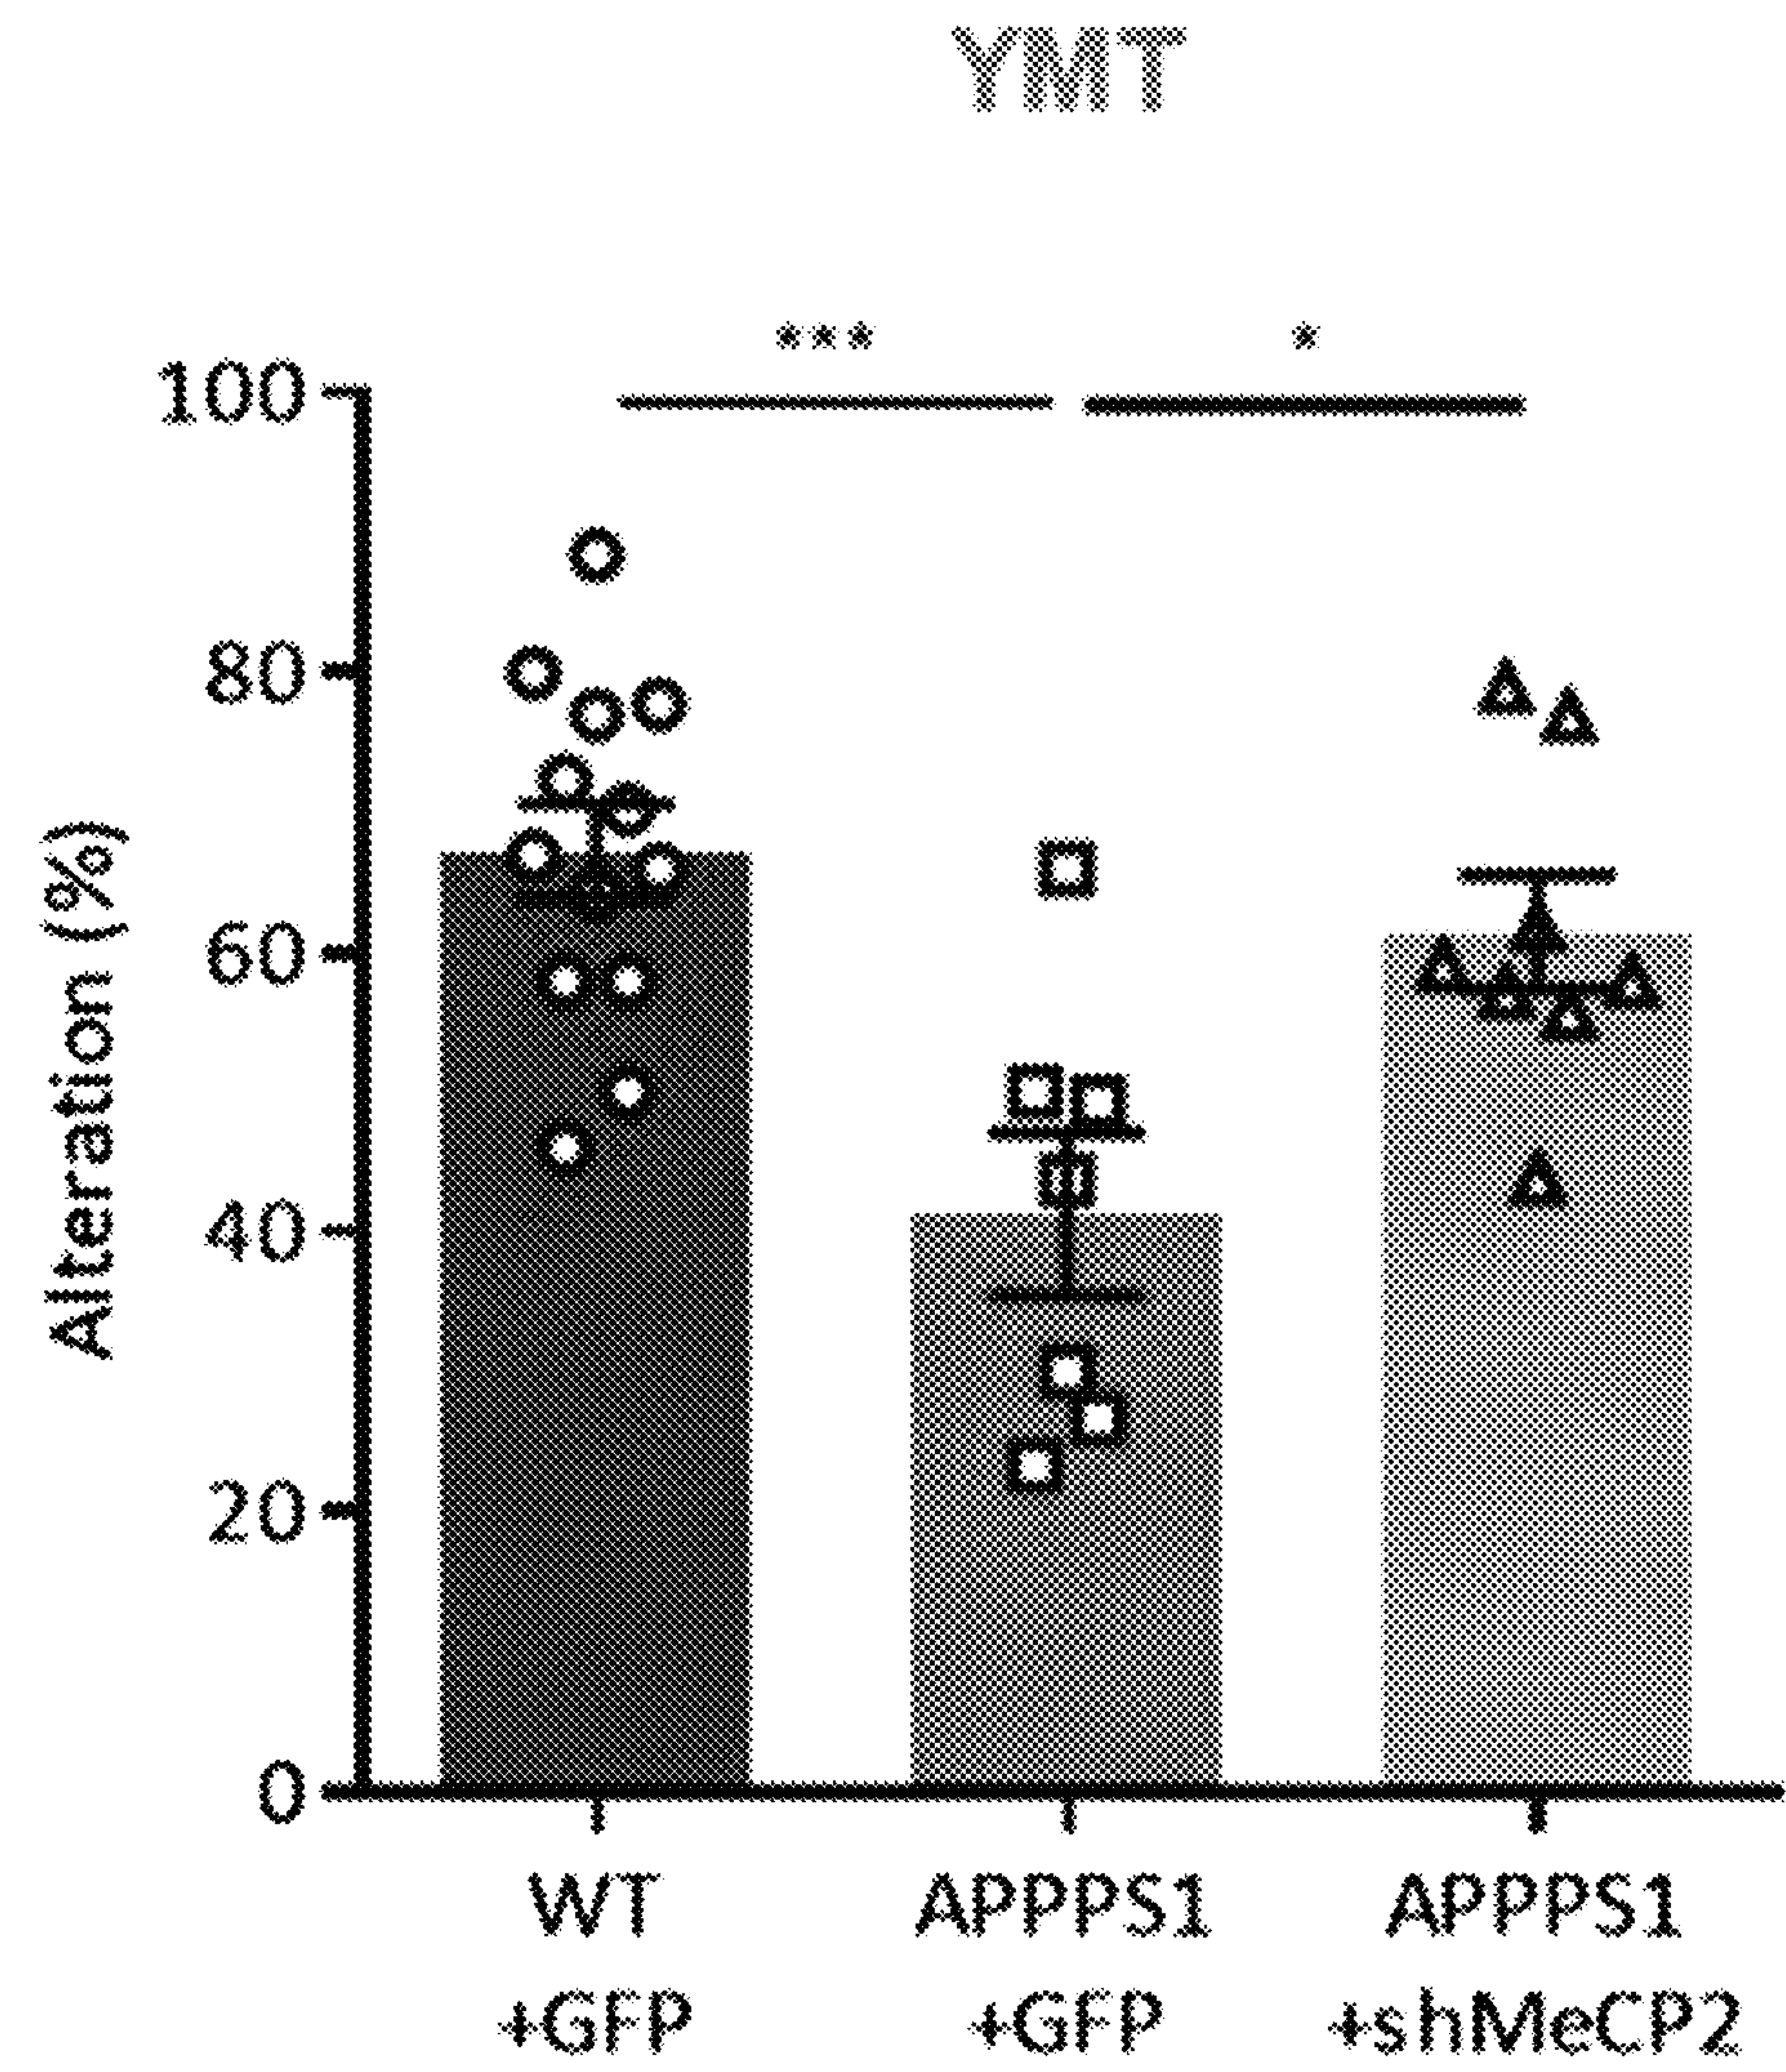 YMT
*** *
100
80
60
40
20
0
Alteration (%)
WT
+GFP
APPPS1
+GFP
APPPS1
+shMeCP2